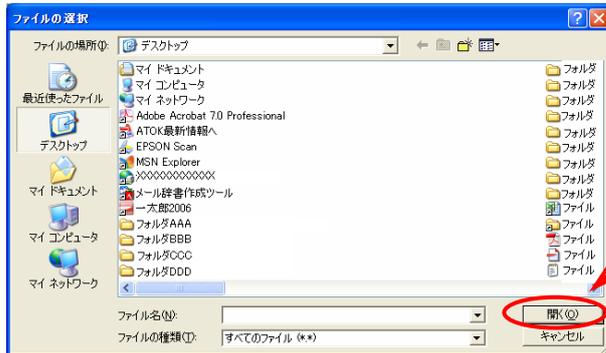 ファイルの選択
ファイルの場所(I):
デスクトップ
最近使ったファイル
デスクトップ
マイ ドキュメント
マイ コンピュータ
マイ ネットワーク
マイ ドキュメント
マイ コンピュータ
マイ ネットワーク
Adobe Acrobat 7.0 Professional
ATOK最新情報へ
EPSON Scan
MSN Explorer
XXXXXXXXXXXX
メール辞書作成ツール
一太郎2006
フォルダAAA
フォルダBBB
フォルダCCC
フォルダDDD
フォルダ
フォルダ
フォルダ
フォルダ
フォルダ
フォルダ
フォルダ
フォルダ
フォルダ
ファイル
ファイル
ファイル
ファイル
ファイル
ファイル名(N):
開く(O)
ファイルの種類(T):
すべてのファイル (*.*)
キャンセル